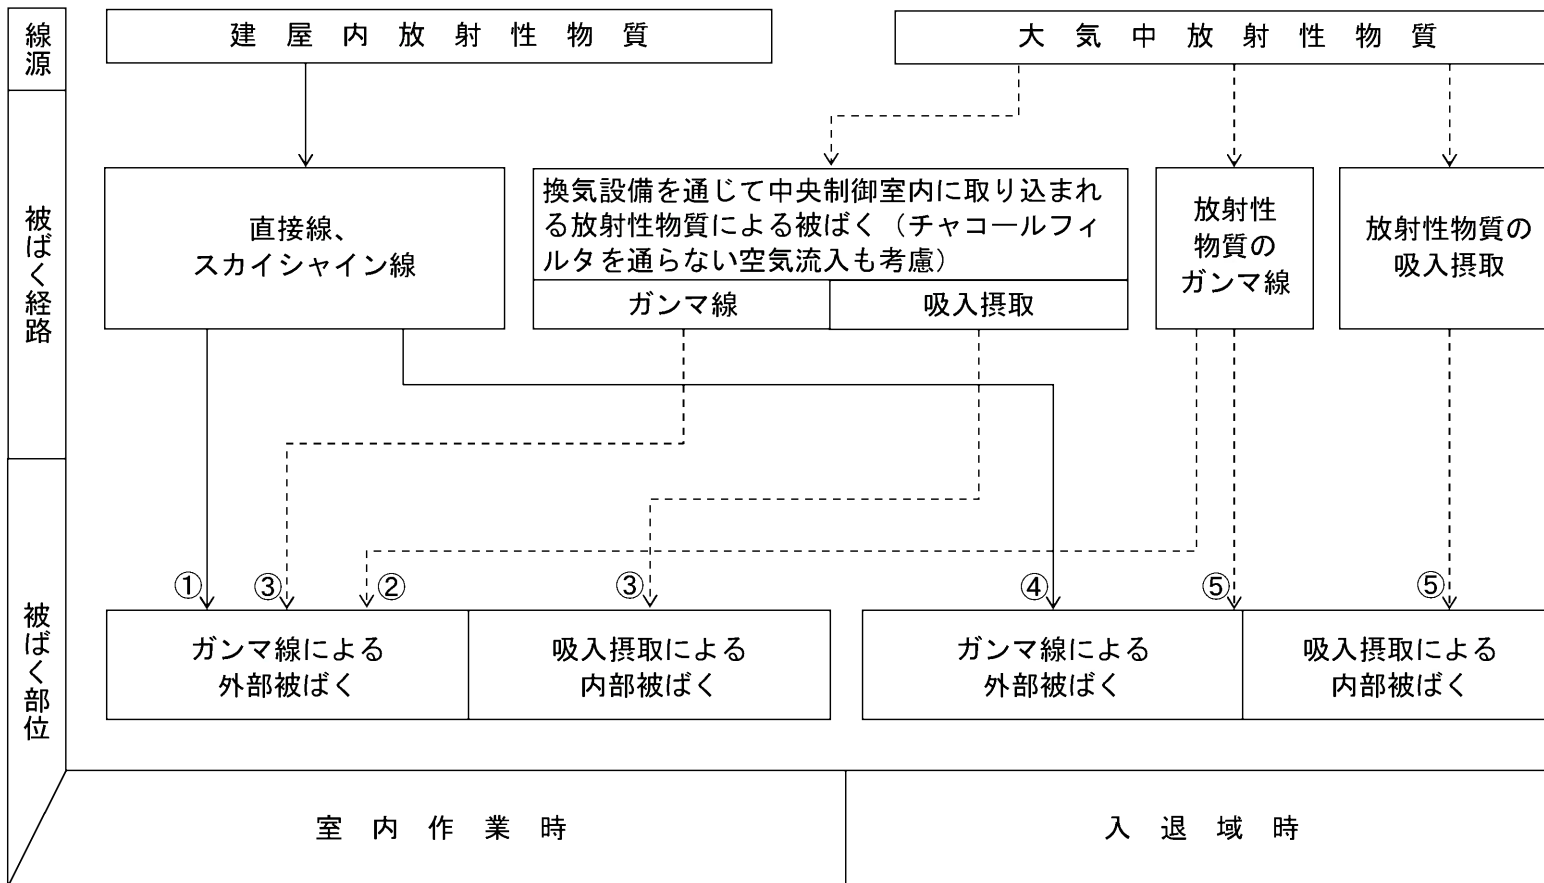 線源
建屋内放射性物質
大気中放射性物質
被ばく経路
直接線、
スカイシャイン線
換気設備を通じて中央制御室内に取り込まれ
る放射性物質による被ばく（チャコールフィ
ルタを通らない空気流入も考慮）
ガンマ線
吸入摂取
放射性
物質の
ガンマ線
放射性物質の
吸入摂取
被ばく部位
①
③
②
③
④
⑤
⑤
ガンマ線による
外部被ばく
吸入摂取による
内部被ばく
ガンマ線による
外部被ばく
吸入摂取による
内部被ばく
室内作業時
入退域時